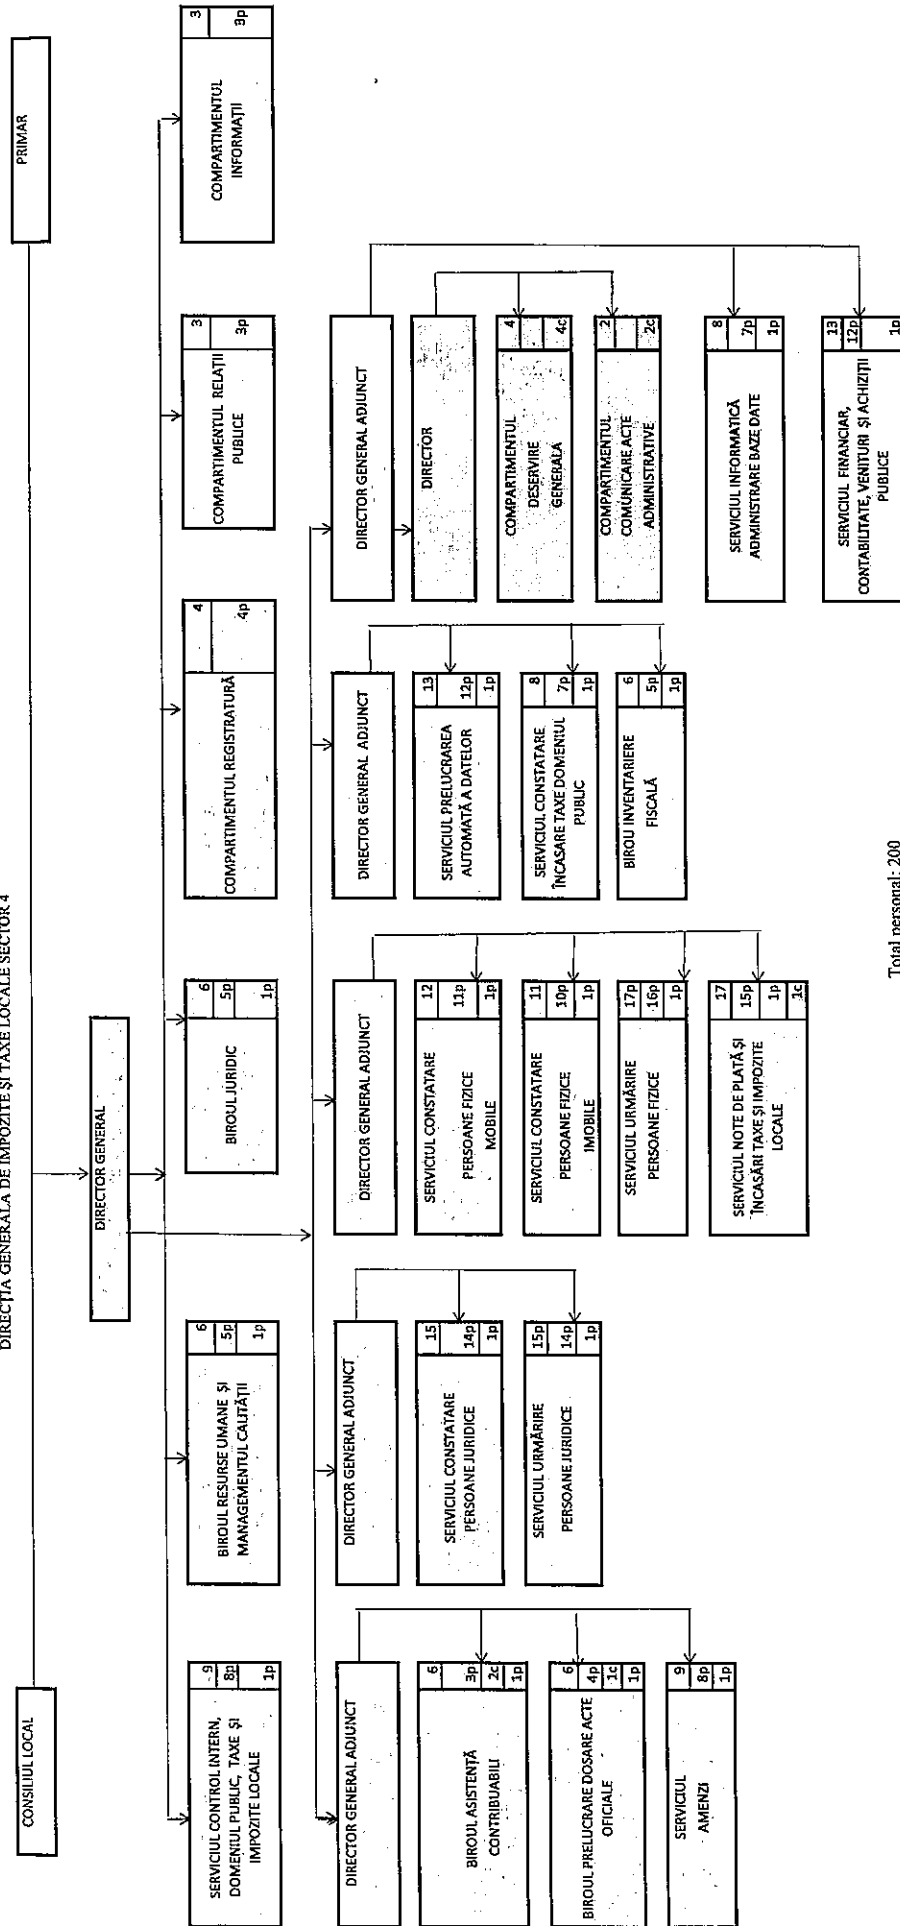 DIRECȚIA GENERALĂ DE IMPOZITE ȘI TAXE LOCALE SECTOR 4
CONSILIUL LOCAL
PRIMAR
DIRECTOR GENERAL
SERVICIUL CONTROL INTERN,
DOMENIUL PUBLIC, TAXE ȘI
IMPOZITE LOCALE
9
8p
1p
BIROUL RESURSE UMANE ȘI
MANAGEMENTUL CALITĂȚII
6
5p
1p
BIROUL JURIDIC
6
5p
1p
COMPARTIMENTUL REGISTRATURĂ
4
4p
COMPARTIMENTUL RELAȚII
PUBLICE
3
3p
COMPARTIMENTUL
INFORMAȚII
3
3p
DIRECTOR GENERAL ADJUNCT
BIROUL ASISTENȚĂ
CONTRIBUABILI
6
3p
2c
1p
BIROUL PRELUCRARE DOSARE ACTE
OFICIALE
6
4p
1c
1p
SERVICIUL
AMENZI
9
8p
1p
DIRECTOR GENERAL ADJUNCT
SERVICIUL CONSTATARE
PERSOANE JURIDICE
15
14p
1p
SERVICIUL URMĂRIRE
PERSOANE JURIDICE
15p
14p
1p
DIRECTOR GENERAL ADJUNCT
SERVICIUL CONSTATARE
PERSOANE FIZICE
MOBILE
12
11p
1p
SERVICIUL CONSTATARE
PERSOANE FIZICE
IMOBILE
11
10p
1p
SERVICIUL URMĂRIRE
PERSOANE FIZICE
17p
16p
1p
SERVICIUL NOTE DE PLATĂ ȘI
ÎNCASĂRI TAXE ȘI IMPOZITE
LOCALE
17
15p
1p
1c
DIRECTOR GENERAL ADJUNCT
SERVICIUL PRELUCRAREA
AUTOMATĂ A DATELOR
13
12p
1p
SERVICIUL CONSTATARE
ÎNCASARE TAXE DOMENIUL
PUBLIC
8
7p
1p
BIROU INVENTARIERE
FISCALĂ
6
5p
1p
DIRECTOR GENERAL ADJUNCT
DIRECTOR
COMPARTIMENTUL
DESERVIRE
GENERALA
4
4c
COMPARTIMENTUL
COMUNICARE ACTE
ADMINISTRATIVE
2
2c
SERVICIUL INFORMATICĂ
ADMINISTRARE BAZE DATE
8
7p
1p
SERVICIUL FINANCIAR,
CONTABILITATE, VENITURI ȘI ACHIZIȚII
PUBLICE
13
12p
1p
Total personal: 200